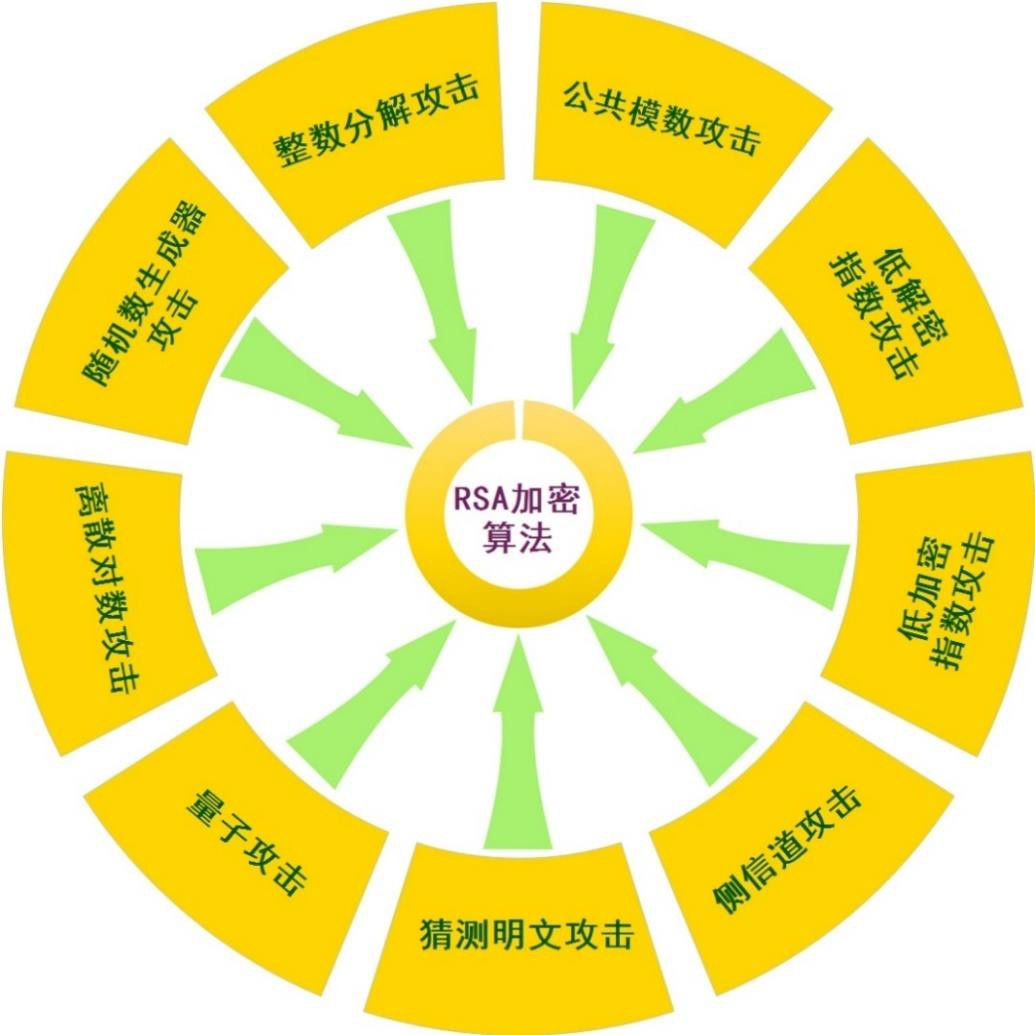 整数分解攻击
公共模数攻击
低解密
指数攻击
低加密
指数攻击
侧信道攻击
猜测明文攻击
量子攻击
离散对数攻击
随机数生成器
攻击
RSA加密
算法